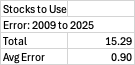 Stocks to Use
Error: 2009 to 2025
Total 15.29
Avg Error 0.90